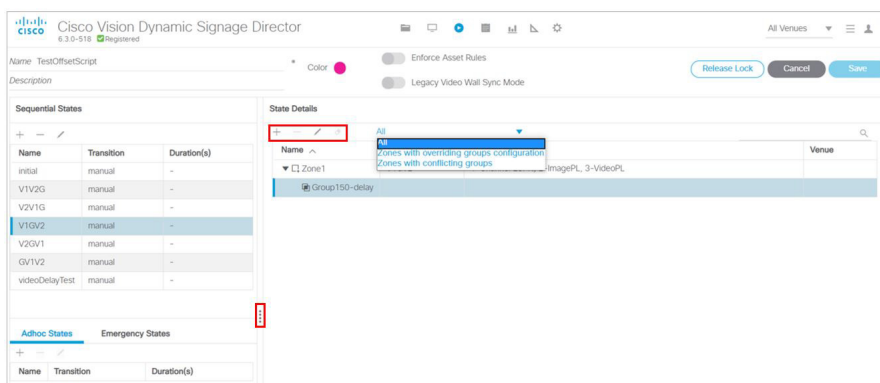 CISCO
Cisco Vision Dynamic Signage Director
6.3.0-518 Registered
All Venues
Name TestOffsetScript
* Color
Enforce Asset Rules
Release Lock Cancel Save
Description
Legacy Video Wall Sync Mode
Sequential States
State Details
All
Name Transition Duration(s)
Name Venue
All
Zones with overriding groups configuration
Zones with conflicting groups
initial manual -
Zone1
ImagePL, 3-VideoPL
V1V2G manual -
Group150-delay
V2V1G manual -
V1GV2 manual -
V2GV1 manual -
GV1V2 manual -
videoDelayTest manual -
Adhoc States Emergency States
Name Transition Duration(s)